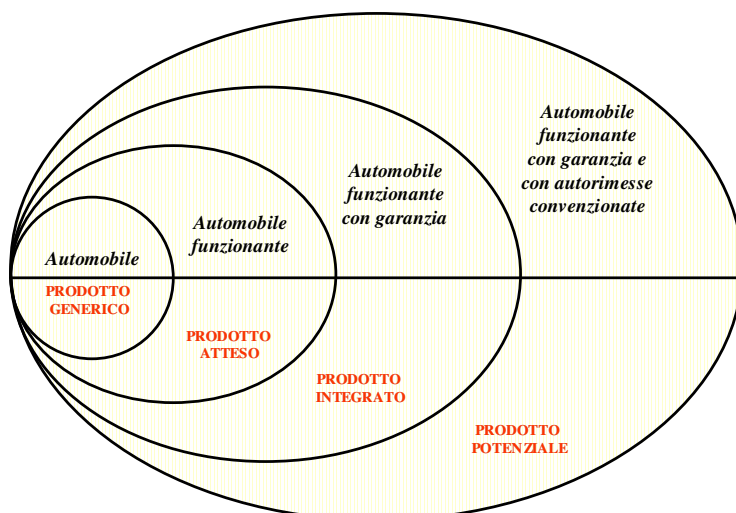 Automobile
funzionante
con garanzia e
con autorimesse
convenzionate
Automobile
funzionante
con garanzia
Automobile
funzionante
Automobile
PRODOTTO
GENERICO
PRODOTTO
ATTESO
PRODOTTO
INTEGRATO
PRODOTTO
POTENZIALE